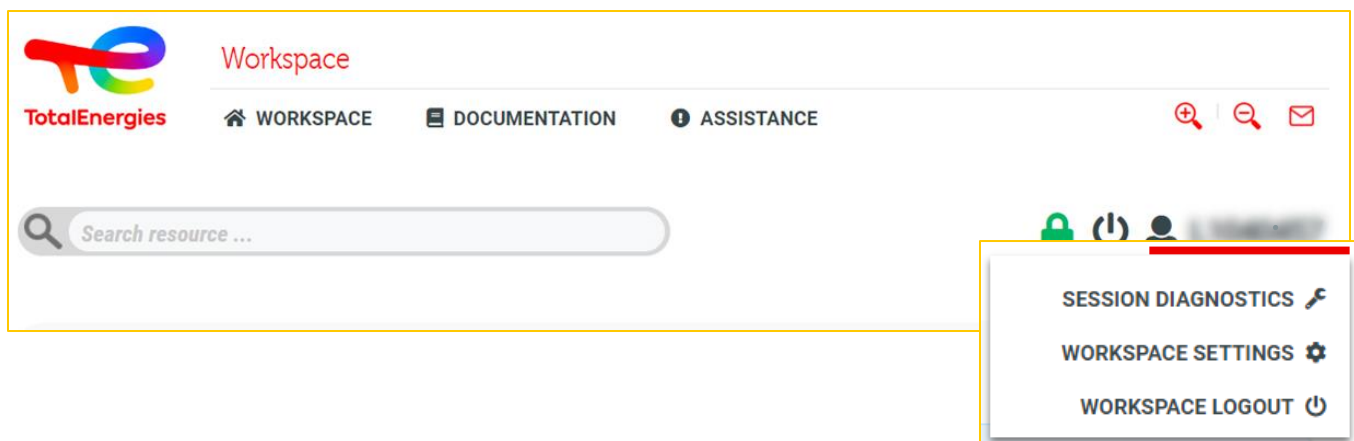 Workspace
TotalEnergies
WORKSPACE DOCUMENTATION ASSISTANCE
Search resource ...
SESSION DIAGNOSTICS
WORKSPACE SETTINGS
WORKSPACE LOGOUT